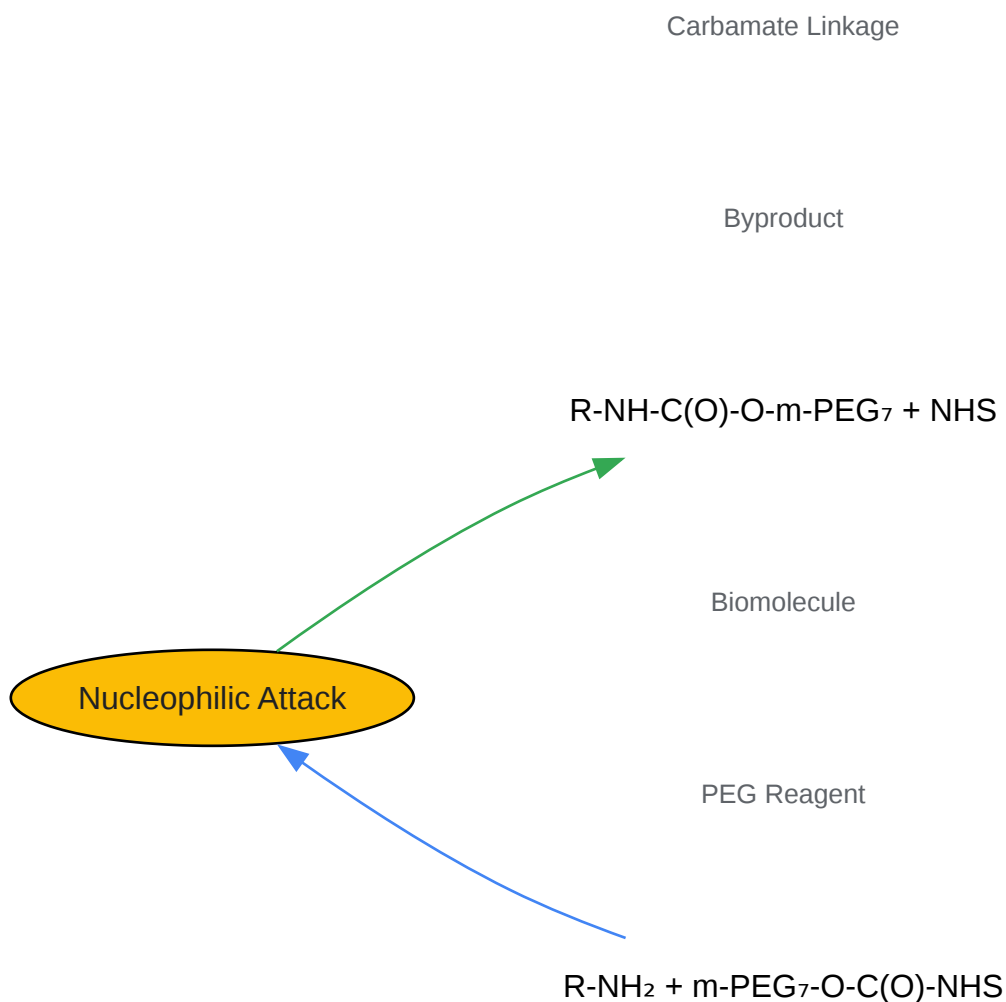 Carbamate Linkage
Byproduct
R-NH-C(O)-O-m-PEG₇ + NHS
Biomolecule
Nucleophilic Attack
PEG Reagent
R-NH₂ + m-PEG₇-O-C(O)-NHS